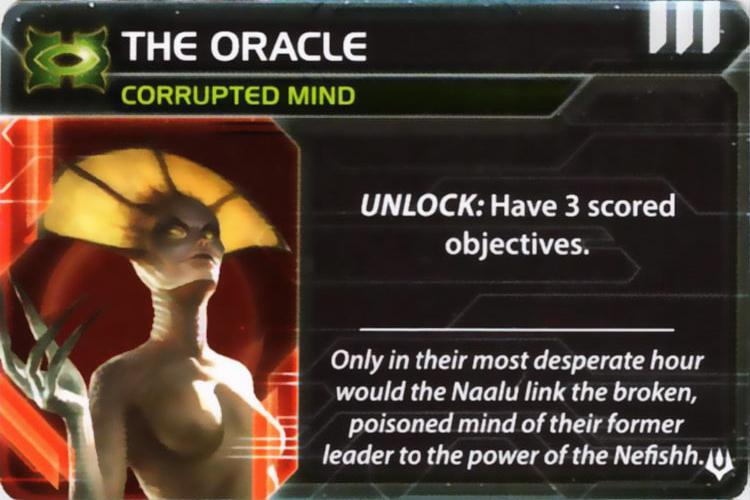 THE ORACLE
CORRUPTED MIND
UNLOCK: Have 3 scored
objectives.
Only in their most desperate hour
would the Naalu link the broken,
poisoned mind of their former
leader to the power of the Nefishh.